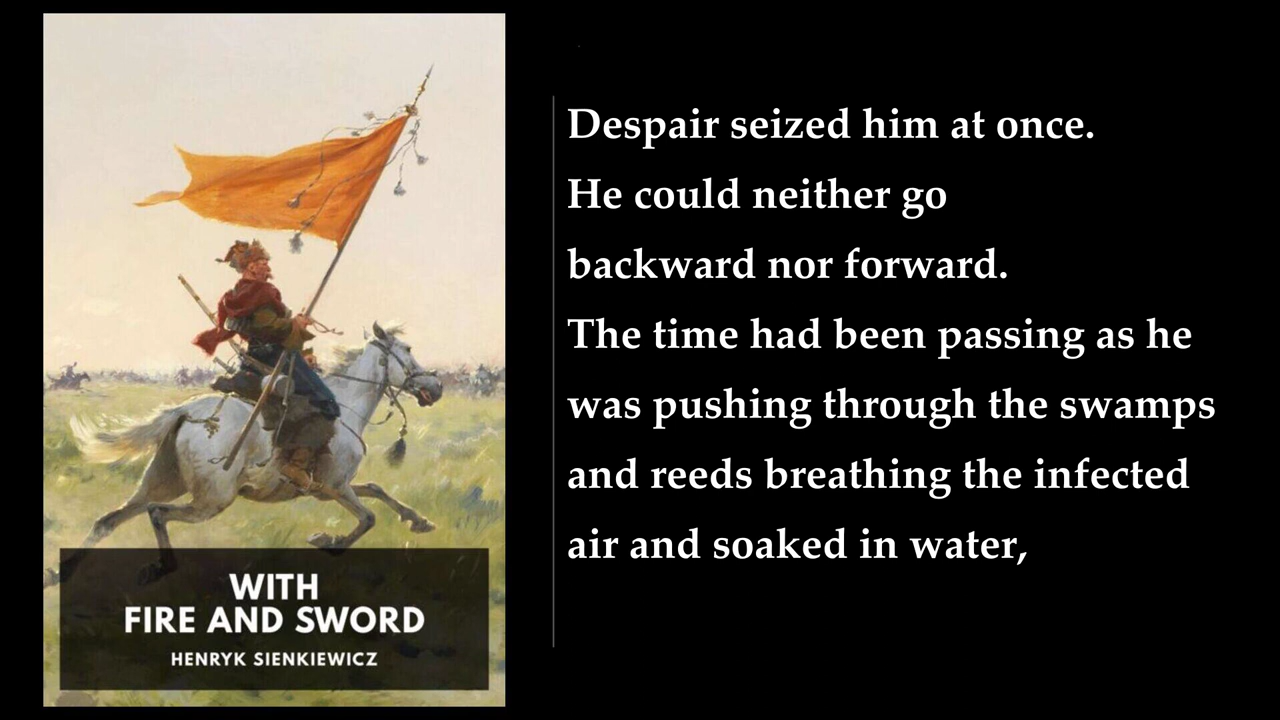 WITH
FIRE AND SWORD
HENRYK SIENKIEWICZ
Despair seized him at once.
He could neither go
backward nor forward.
The time had been passing as he
was pushing through the swamps
and reeds breathing the infected
air and soaked in water,